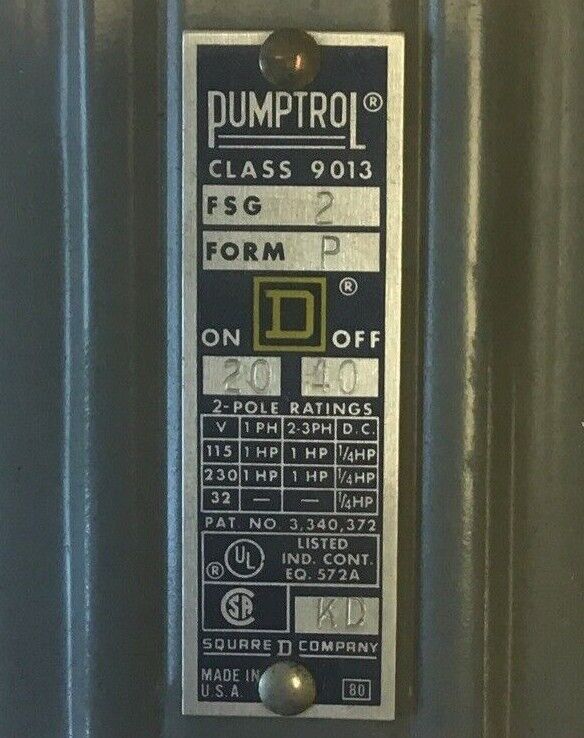 PUMPTROL®
CLASS 9013
FSG 2
FORM P
D ®
ON OFF
20 40
2-POLE RATINGS
V 1 PH 2-3PH D.C.
115 1 HP 1 HP 1/4HP
230 1 HP 1 HP 1/4HP
32 — — 1/4HP
PAT. NO. 3,340,372
LISTED
IND. CONT.
EQ. 572A
® UL
SA KD
SQUARE D COMPANY
MADE IN
U.S.A. 80